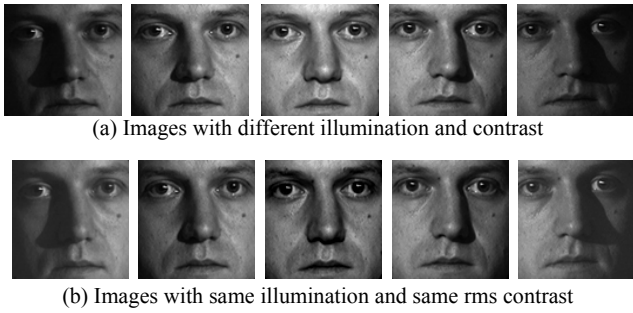 (a) Images with different illumination and contrast
(b) Images with same illumination and same rms contrast